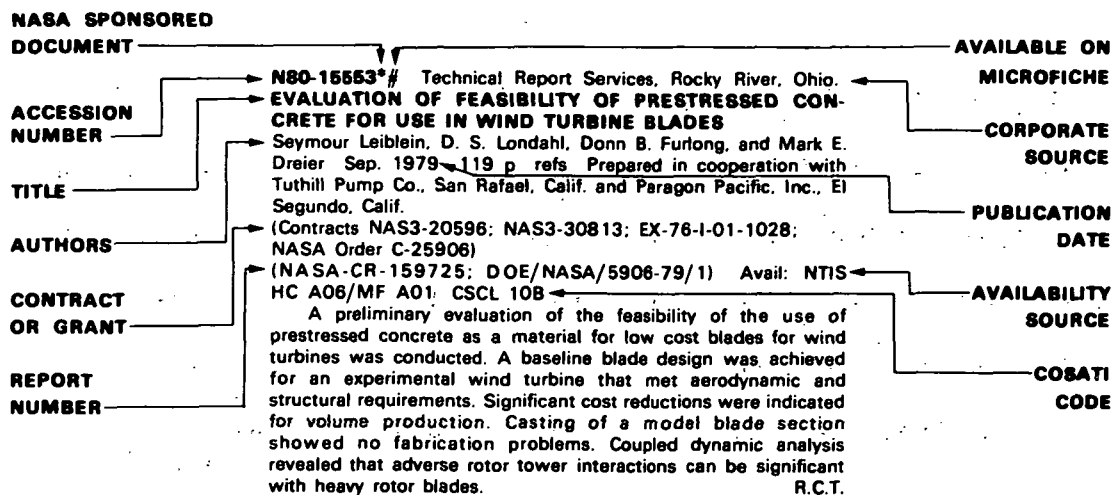 NASA SPONSORED
DOCUMENT
AVAILABLE ON
MICROFICHE
ACCESSION
NUMBER
TITLE
AUTHORS
CONTRACT
OR GRANT
REPORT
NUMBER
N80-15553*# Technical Report Services, Rocky River, Ohio.
EVALUATION OF FEASIBILITY OF PRESTRESSED CON-
CRETE FOR USE IN WIND TURBINE BLADES
Seymour Leiblein, D. S. Londahl, Donn B. Furlong, and Mark E.
Dreier Sep. 1979 119 p refs Prepared in cooperation with
Tuthill Pump Co., San Rafael, Calif. and Paragon Pacific, Inc., El
Segundo, Calif.
(Contracts NAS3-20596; NAS3-30813; EX-76-I-01-1028;
NASA Order C-25906)
(NASA-CR-159725; DOE/NASA/5906-79/1) Avail: NTIS
HC A06/MF A01 CSCL 10B
A preliminary evaluation of the feasibility of the use of
prestressed concrete as a material for low cost blades for wind
turbines was conducted. A baseline blade design was achieved
for an experimental wind turbine that met aerodynamic and
structural requirements. Significant cost reductions were indicated
for volume production. Casting of a model blade section
showed no fabrication problems. Coupled dynamic analysis
revealed that adverse rotor tower interactions can be significant
with heavy rotor blades. R.C.T.
CORPORATE
SOURCE
PUBLICATION
DATE
AVAILABILITY
SOURCE
COSATI
CODE